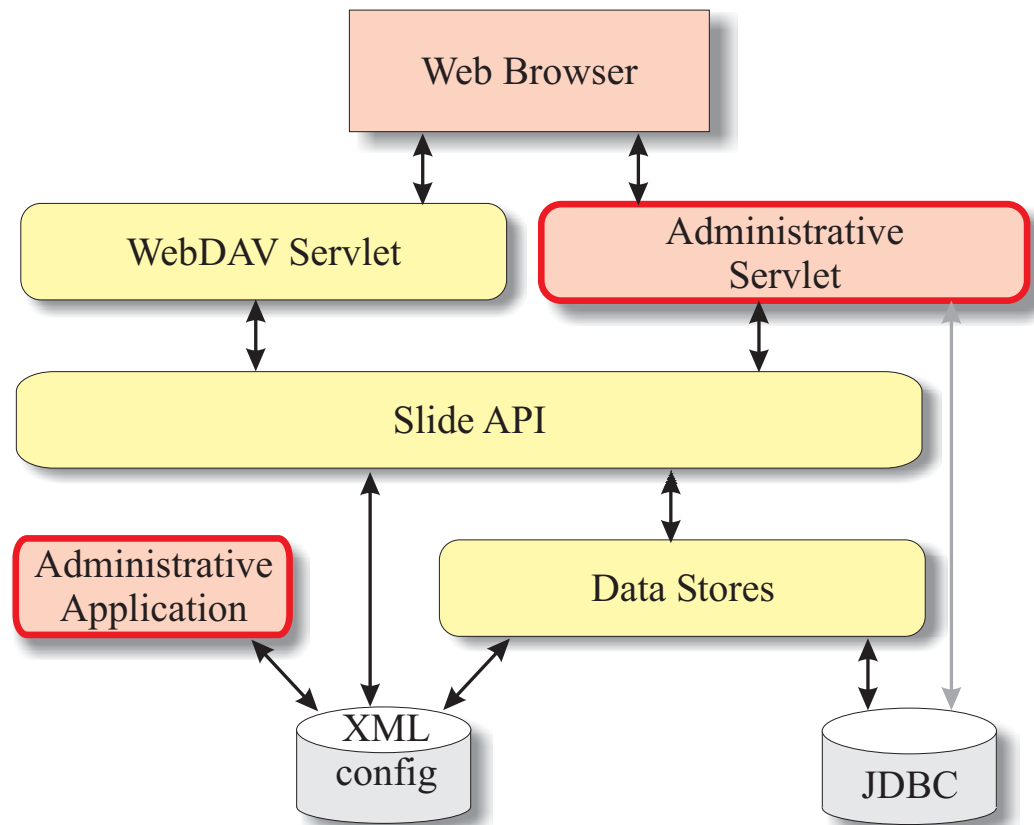 Web Browser
WebDAV Servlet
Administrative
Servlet
Slide API
Administrative
Application
Data Stores
XML
config
JDBC